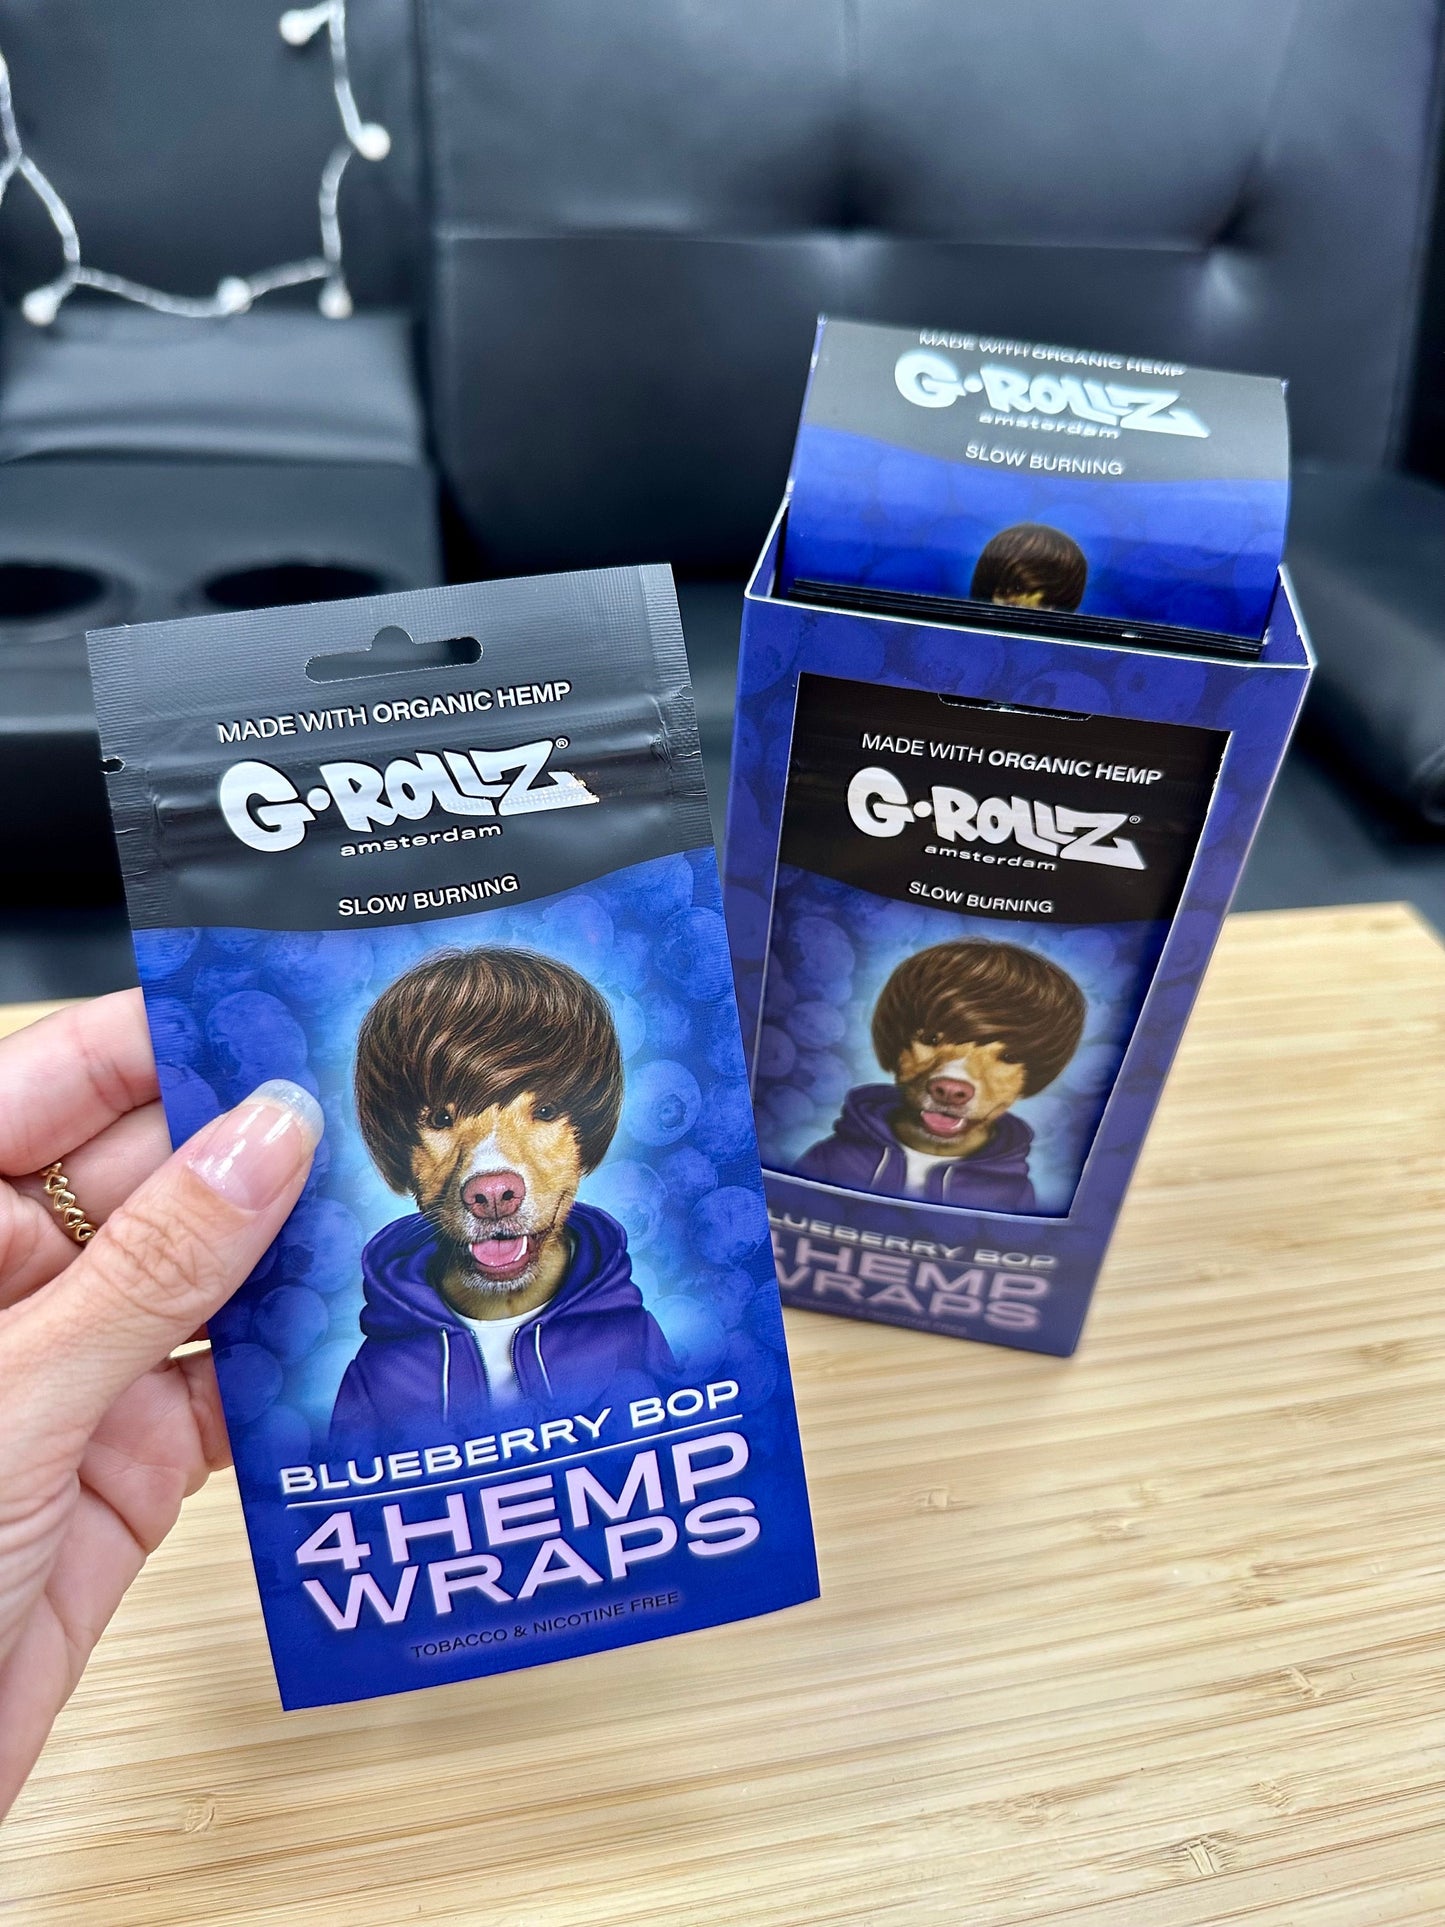 MADE WITH ORGANIC HEMP
G·ROLLZ®
amsterdam
SLOW BURNING
BLUEBERRY BOP
4 HEMP
WRAPS
TOBACCO & NICOTINE FREE
MADE WITH ORGANIC HEMP
G·ROLLZ
amsterdam
SLOW BURNING
MADE WITH ORGANIC HEMP
G·ROLLZ®
amsterdam
SLOW BURNING
BLUEBERRY BOP
4 HEMP
WRAPS